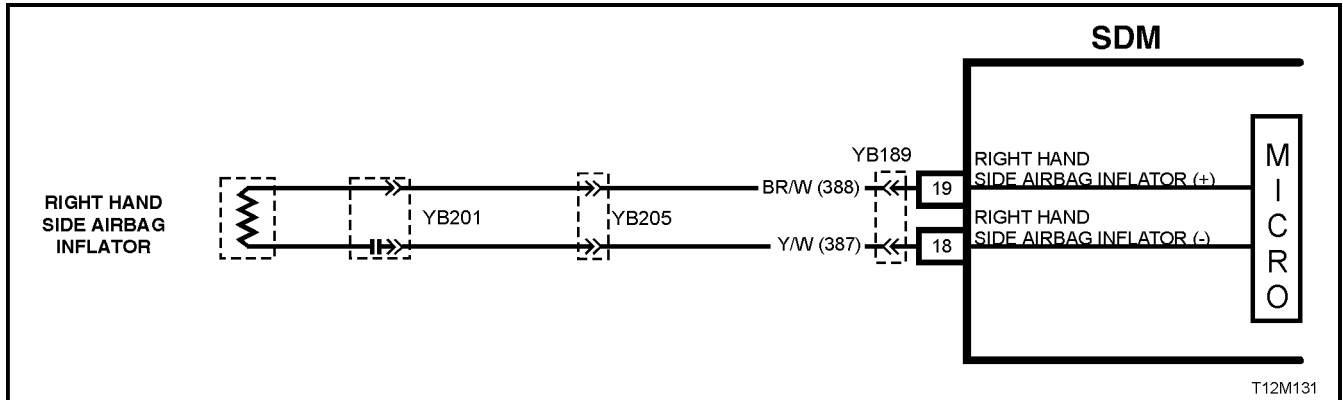 SDM
YB189
RIGHT HAND
SIDE AIRBAG INFLATOR (+)
BR/W (388)
19
RIGHT HAND
SIDE AIRBAG
INFLATOR
YB201
YB205
RIGHT HAND
SIDE AIRBAG INFLATOR (-)
Y/W (387)
18
MICRO
T12M131